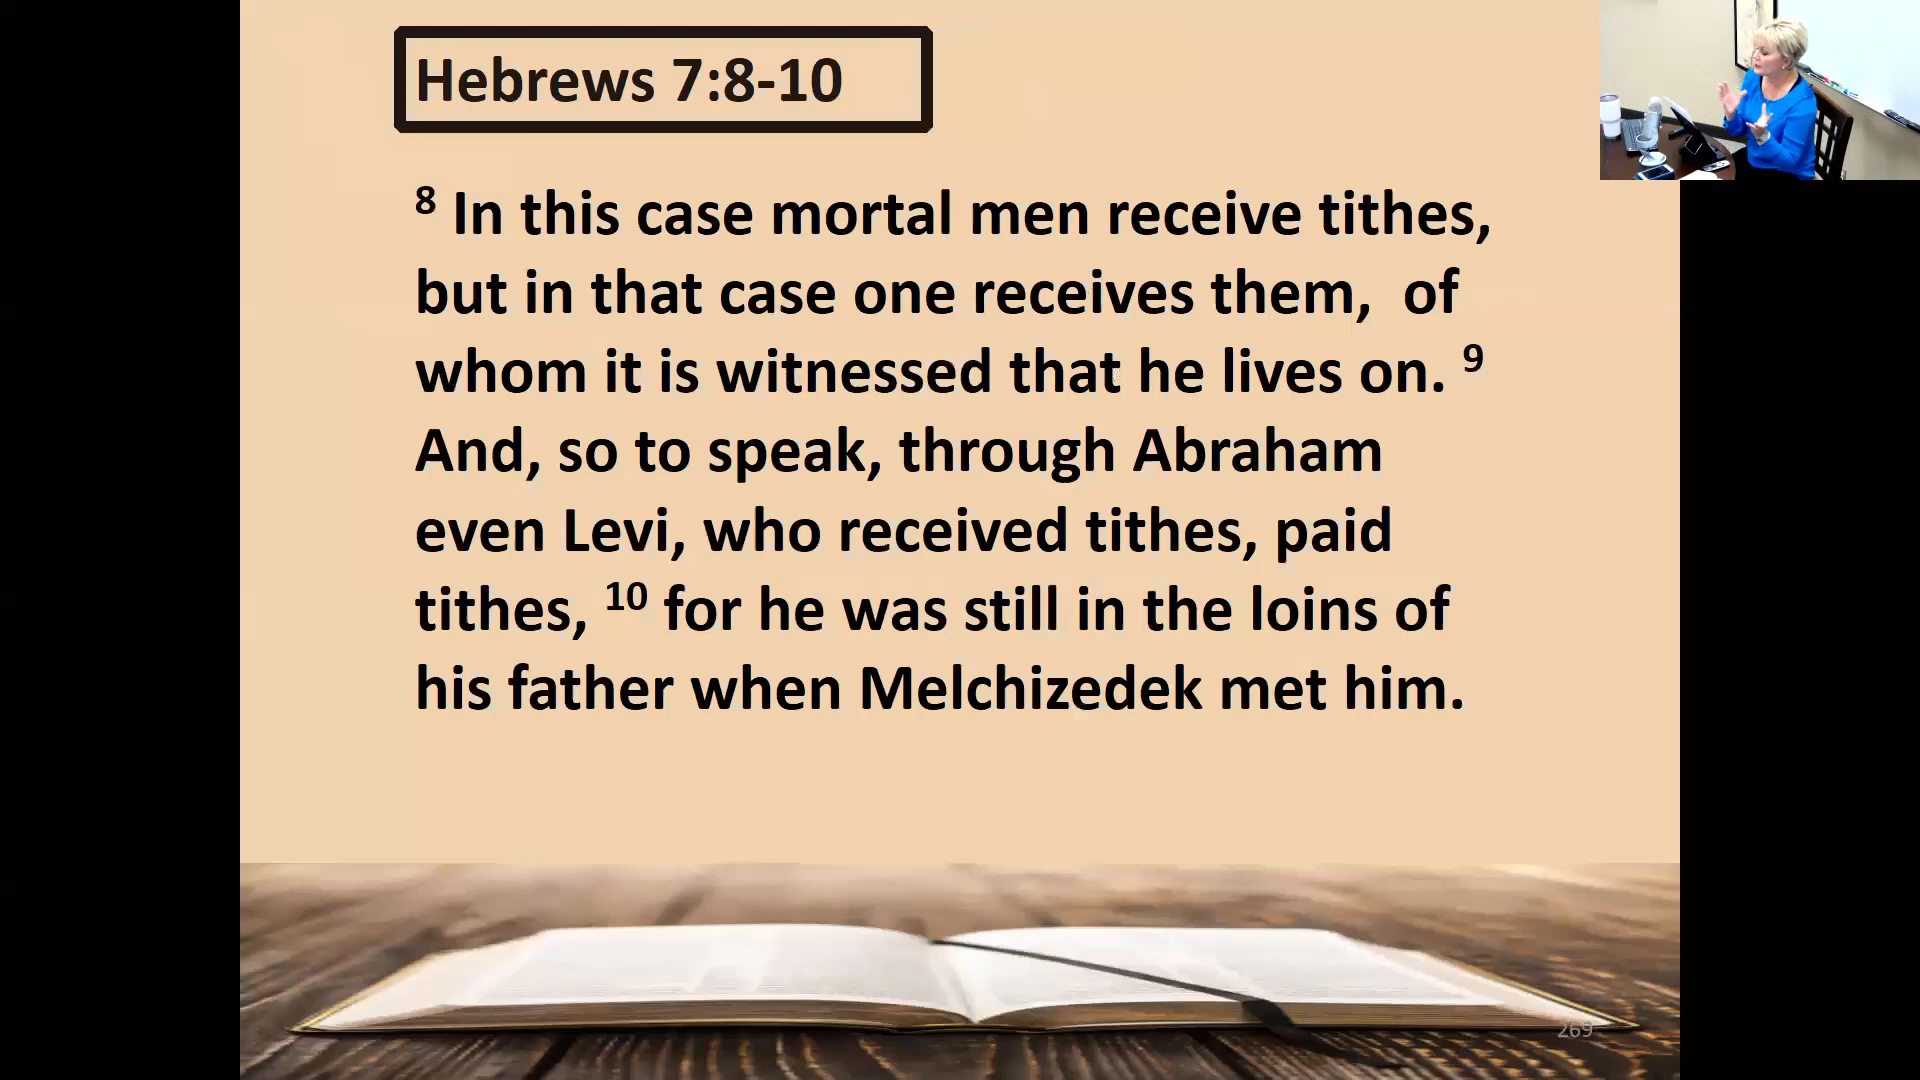 Hebrews 7:8-10
8 In this case mortal men receive tithes,
but in that case one receives them,  of
whom it is witnessed that he lives on. 9
And, so to speak, through Abraham
even Levi, who received tithes, paid
tithes, 10 for he was still in the loins of
his father when Melchizedek met him.
269